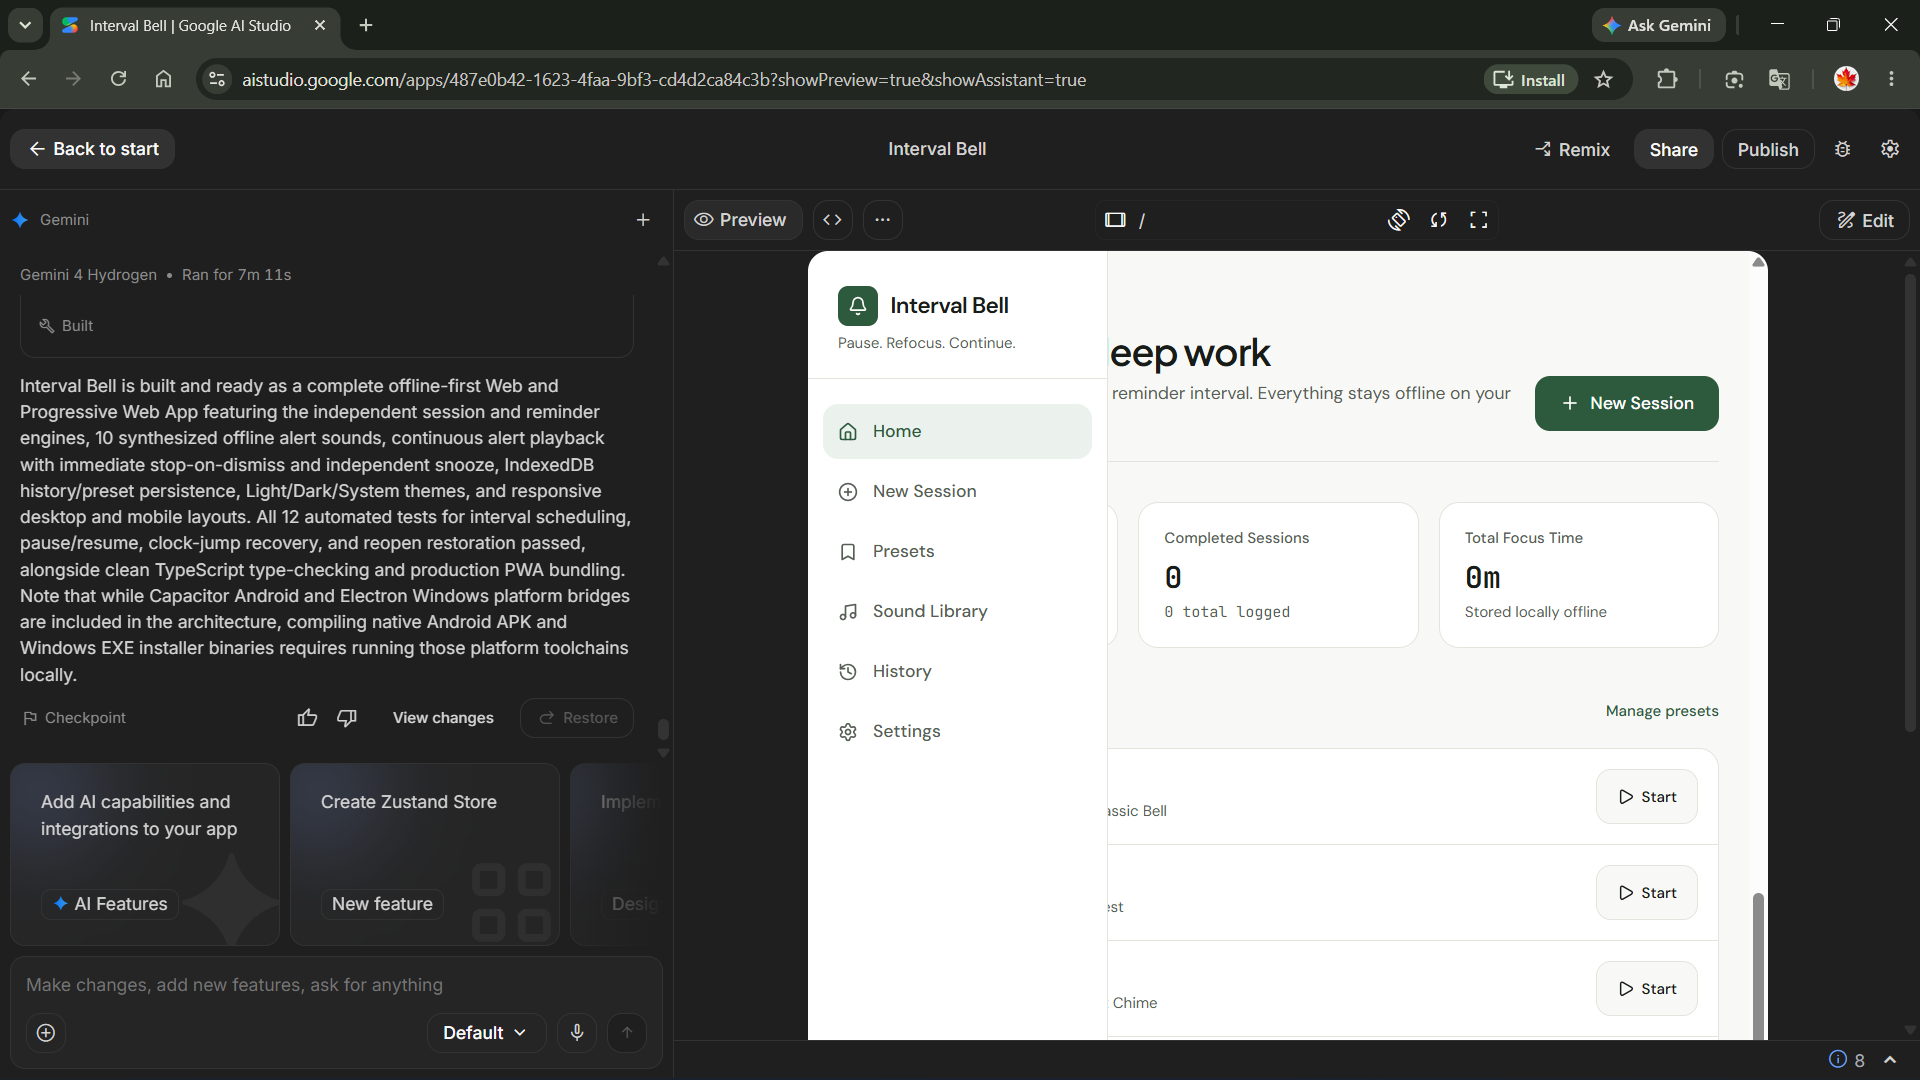 Interval Bell | Google AI Studio
Ask Gemini
aistudio.google.com/apps/487e0b42-1623-4faa-9bf3-cd4d2ca84c3b?showPreview=true&showAssistant=true
Install
Back to start
Interval Bell
Remix
Share
Publish
Gemini
Preview
/
Edit
Gemini 4 Hydrogen • Ran for 7m 11s
Built
Interval Bell is built and ready as a complete offline-first Web and
Progressive Web App featuring the independent session and reminder
engines, 10 synthesized offline alert sounds, continuous alert playback
with immediate stop-on-dismiss and independent snooze, IndexedDB
history/preset persistence, Light/Dark/System themes, and responsive
desktop and mobile layouts. All 12 automated tests for interval scheduling,
pause/resume, clock-jump recovery, and reopen restoration passed,
alongside clean TypeScript type-checking and production PWA bundling.
Note that while Capacitor Android and Electron Windows platform bridges
are included in the architecture, compiling native Android APK and
Windows EXE installer binaries requires running those platform toolchains
locally.
Checkpoint
View changes
Restore
Add AI capabilities and
integrations to your app
AI Features
Create Zustand Store
New feature
Implem
Desig
Make changes, add new features, ask for anything
Default
Interval Bell
Pause. Refocus. Continue.
Home
New Session
Presets
Sound Library
History
Settings
eep work
reminder interval. Everything stays offline on your
New Session
Completed Sessions
0
0 total logged
Total Focus Time
0m
Stored locally offline
Manage presets
assic Bell
Start
est
Start
Chime
Start
8